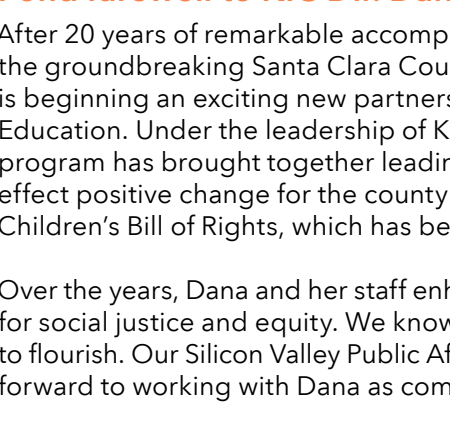 After 20 years of remarkable accomp
the groundbreaking Santa Clara Cou
is beginning an exciting new partners
Education. Under the leadership of K
program has brought together leadin
effect positive change for the county
Children's Bill of Rights, which has be
Over the years, Dana and her staff enh
for social justice and equity. We know
to flourish. Our Silicon Valley Public Af
forward to working with Dana as com